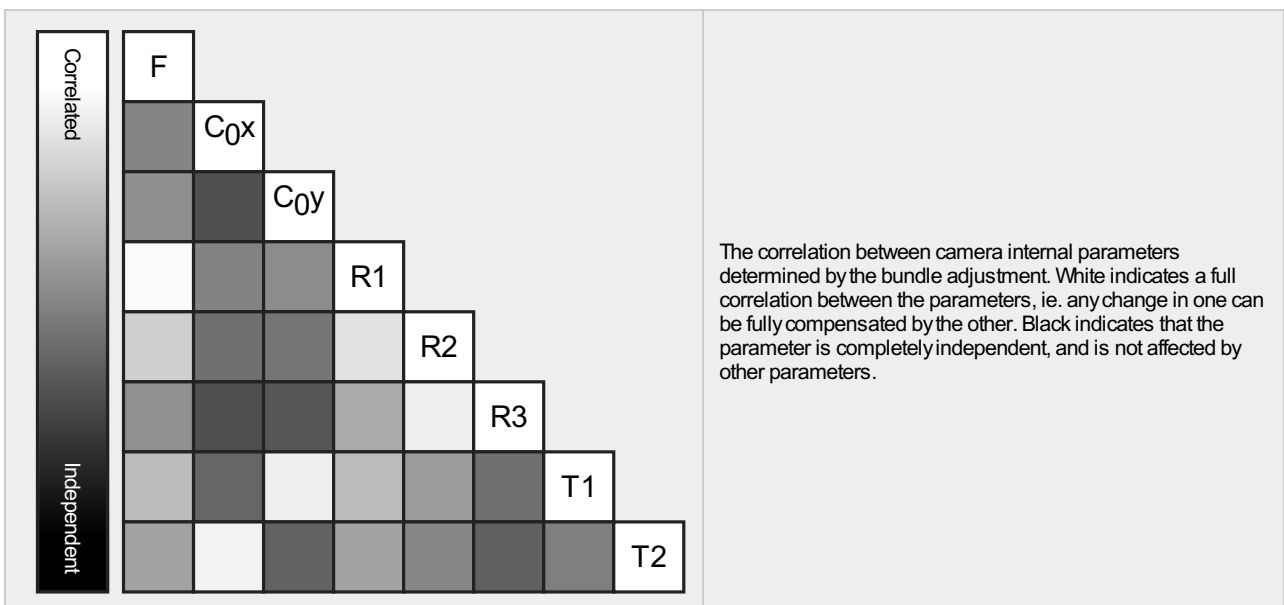 Correlated
Independent
F
C0x
C0y
R1
R2
R3
T1
T2
The correlation between camera internal parameters
determined by the bundle adjustment. White indicates a full
correlation between the parameters, ie. any change in one can
be fully compensated by the other. Black indicates that the
parameter is completely independent, and is not affected by
other parameters.